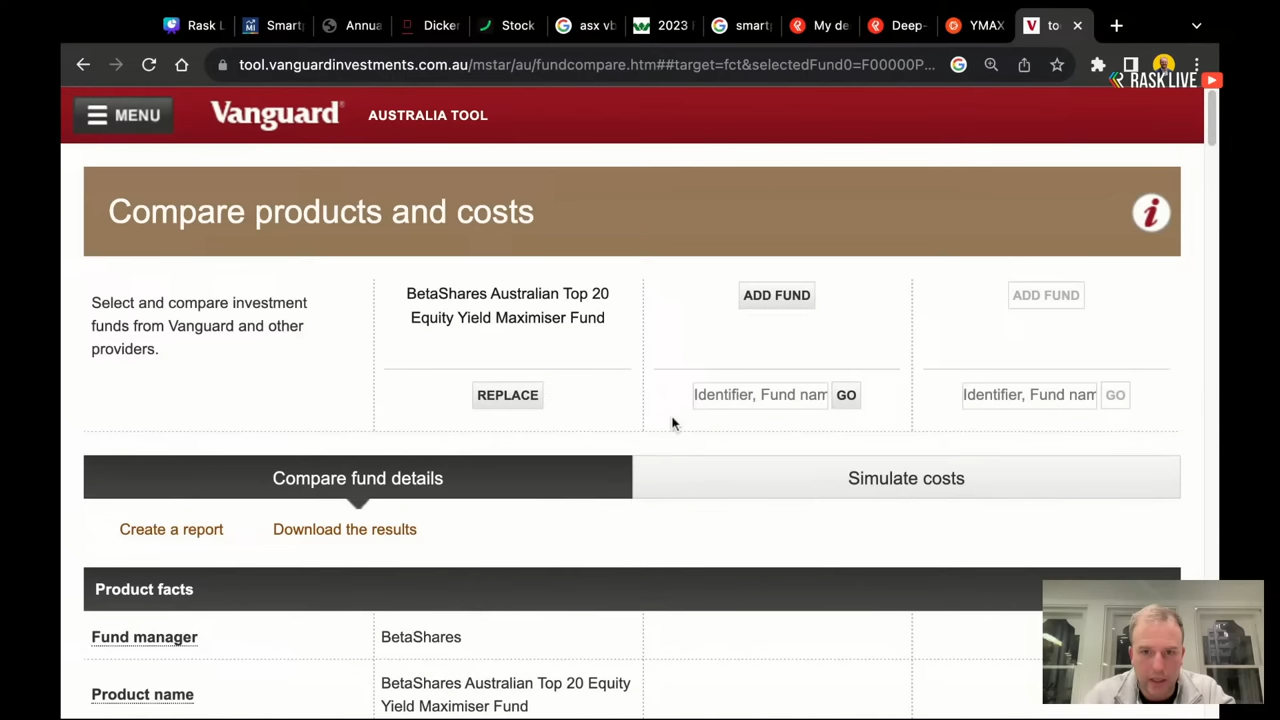 Rask L
Smartp
Annua
Dicker
Stock
asx vb
2023
smartp
My de
Deep-
YMAX
to
tool.vanguardinvestments.com.au/mstar/au/fundcompare.htm##target=fct&selectedFund0=F00000P...
RASK LIVE
MENU
Vanguard
AUSTRALIA TOOL
Compare products and costs
Select and compare investment
funds from Vanguard and other
providers.
BetaShares Australian Top 20
Equity Yield Maximiser Fund
ADD FUND
ADD FUND
REPLACE
Identifier, Fund nam
GO
Identifier, Fund nam
GO
Compare fund details
Simulate costs
Create a report
Download the results
Product facts
Fund manager
BetaShares
Product name
BetaShares Australian Top 20 Equity
Yield Maximiser Fund